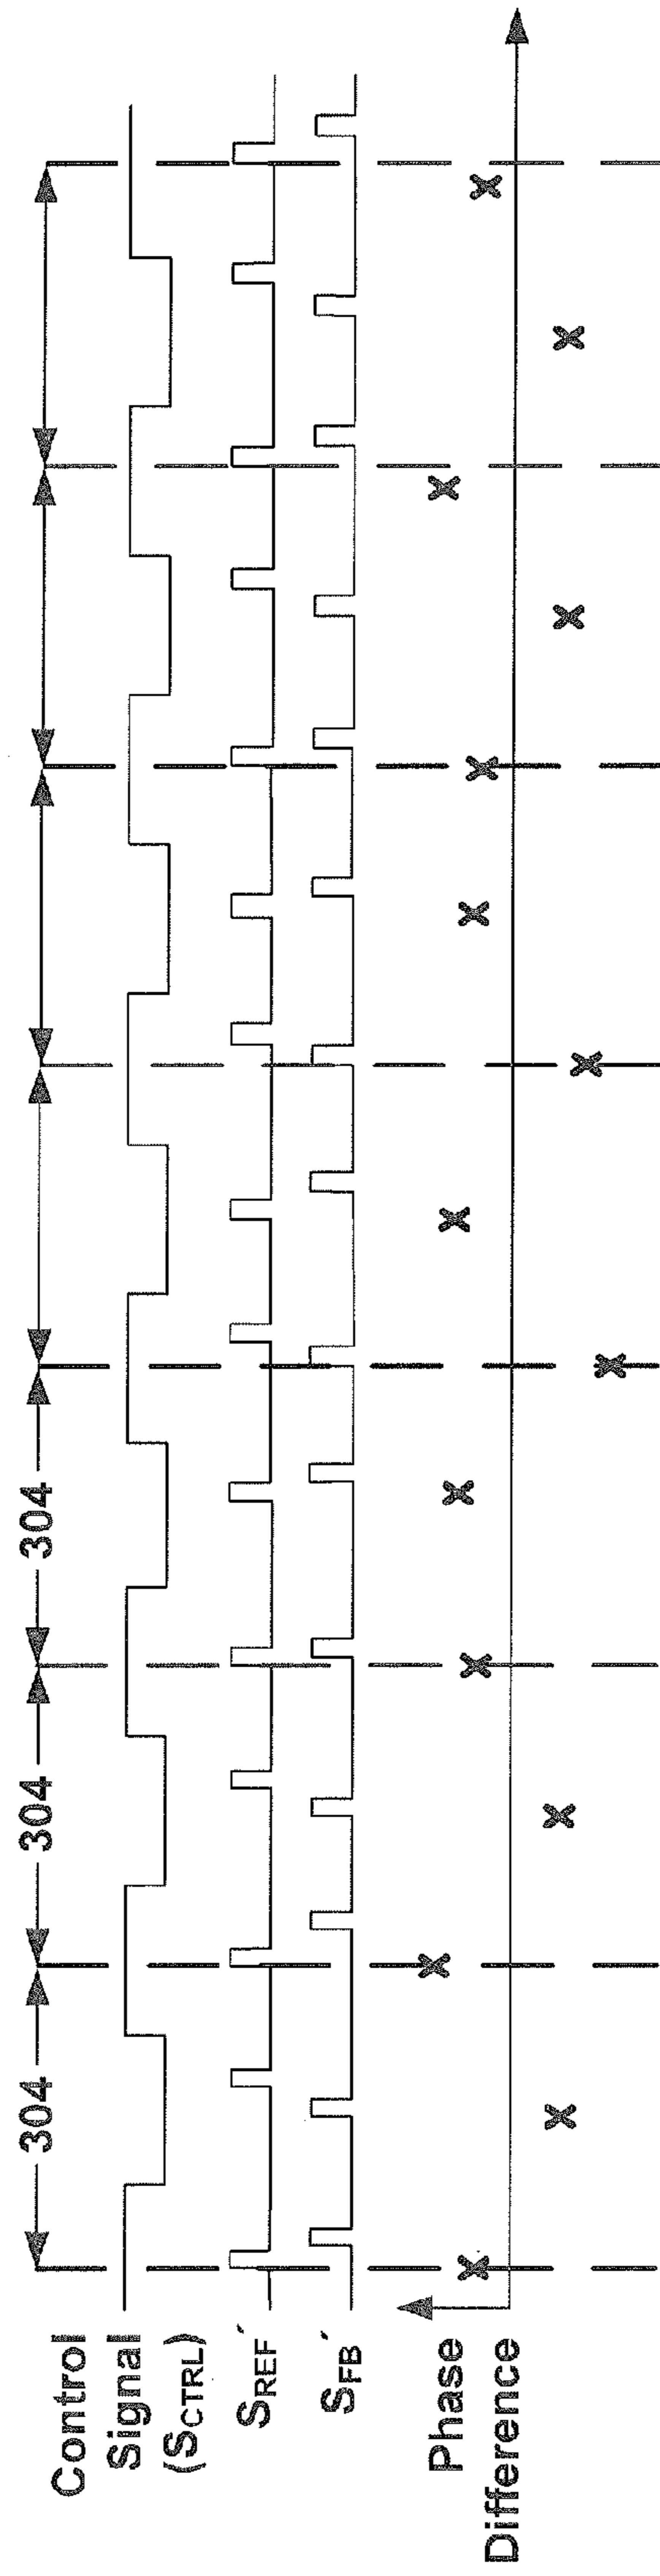 304
304
304
Control
Signal
(SCTRL)
SREF´
SFB´
Phase
Difference